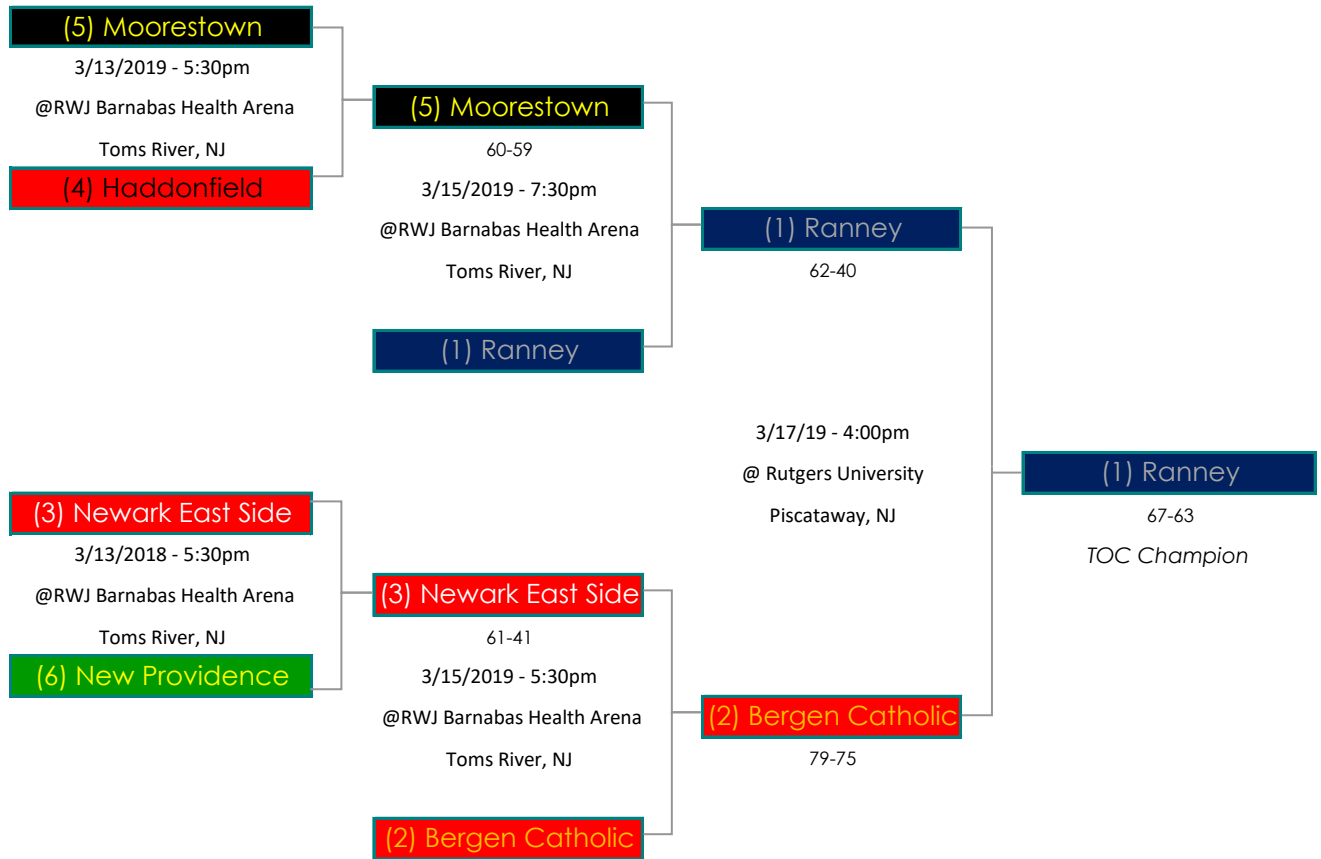 (5) Moorestown
3/13/2019 - 5:30pm
@RWJ Barnabas Health Arena
Toms River, NJ
(4) Haddonfield
(5) Moorestown
60-59
3/15/2019 - 7:30pm
@RWJ Barnabas Health Arena
Toms River, NJ
(1) Ranney
(1) Ranney
62-40
(3) Newark East Side
3/13/2018 - 5:30pm
@RWJ Barnabas Health Arena
Toms River, NJ
(6) New Providence
(3) Newark East Side
61-41
3/15/2019 - 5:30pm
@RWJ Barnabas Health Arena
Toms River, NJ
(2) Bergen Catholic
(2) Bergen Catholic
79-75
3/17/19 - 4:00pm
@ Rutgers University
Piscataway, NJ
(1) Ranney
67-63
TOC Champion